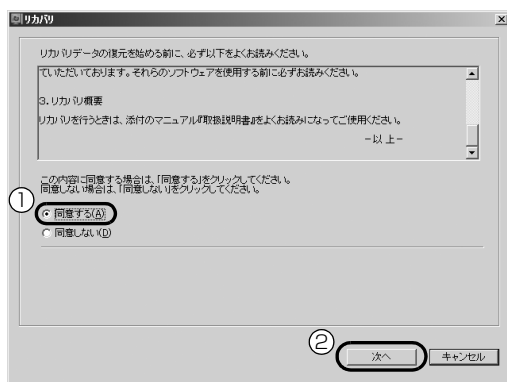 リカバリ
リカバリデータの復元を始める前に、必ず以下をよくお読みください。
ていただいております。それらのソフトウェアを使用する前に必ずお読みください。
3. リカバリ概要
リカバリを行うときは、添付のマニュアル『取扱説明書』をよくお読みになってご使用ください。
－以 上－
この内容に同意する場合は、「同意する」をクリックしてください。
同意しない場合は、「同意しない」をクリックしてください。
①
同意する(A)
同意しない(D)
②
次へ
キャンセル